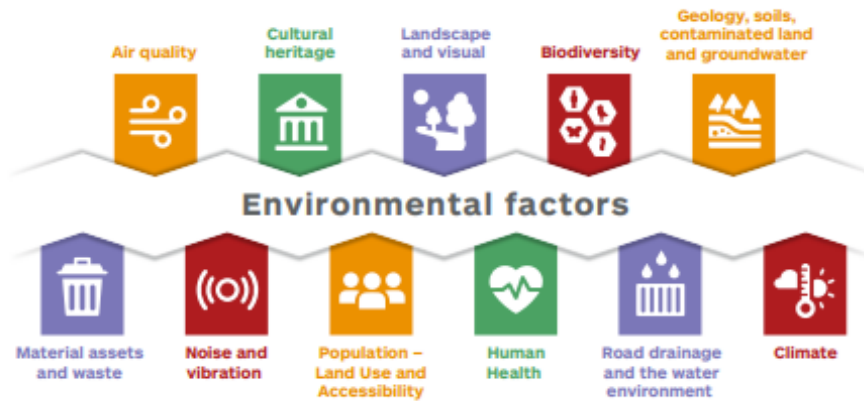 Air quality
Cultural
heritage
Landscape
and visual
Biodiversity
Geology, soils,
contaminated land
and groundwater
Environmental factors
Material assets
and waste
Noise and
vibration
Population –
Land Use and
Accessibility
Human
Health
Road drainage
and the water
environment
Climate